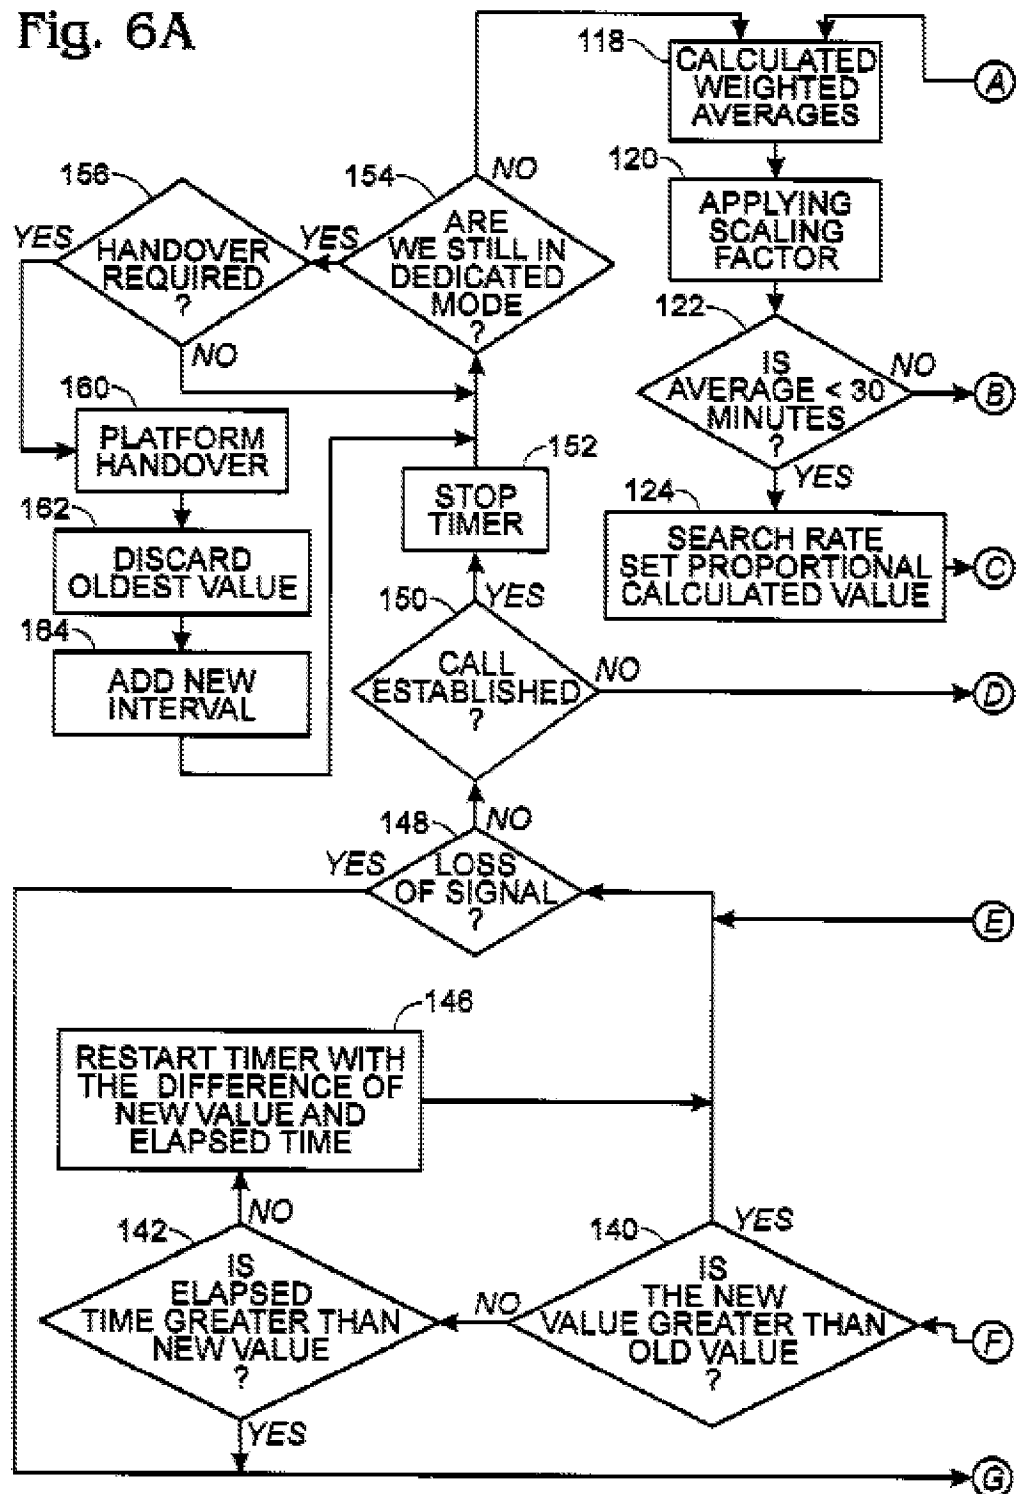 Fig. 6A
118
CALCULATED
WEIGHTED
AVERAGES
A
120
APPLYING
SCALING
FACTOR
156
YES
HANDOVER
REQUIRED
?
NO
154
YES
NO
ARE
WE STILL IN
DEDICATED
MODE
?
122
IS
AVERAGE < 30
MINUTES
?
NO
B
YES
160
PLATFORM
HANDOVER
152
STOP
TIMER
124
SEARCH RATE
SET PROPORTIONAL
CALCULATED VALUE
C
162
DISCARD
OLDEST VALUE
164
ADD NEW
INTERVAL
150
YES
CALL
ESTABLISHED
?
NO
D
148
NO
YES
LOSS
OF SIGNAL
?
E
146
RESTART TIMER WITH
THE DIFFERENCE OF
NEW VALUE AND
ELAPSED TIME
142
NO
IS
ELAPSED
TIME GREATER THAN
NEW VALUE
?
YES
140
YES
NO
IS
THE NEW
VALUE GREATER THAN
OLD VALUE
?
F
G